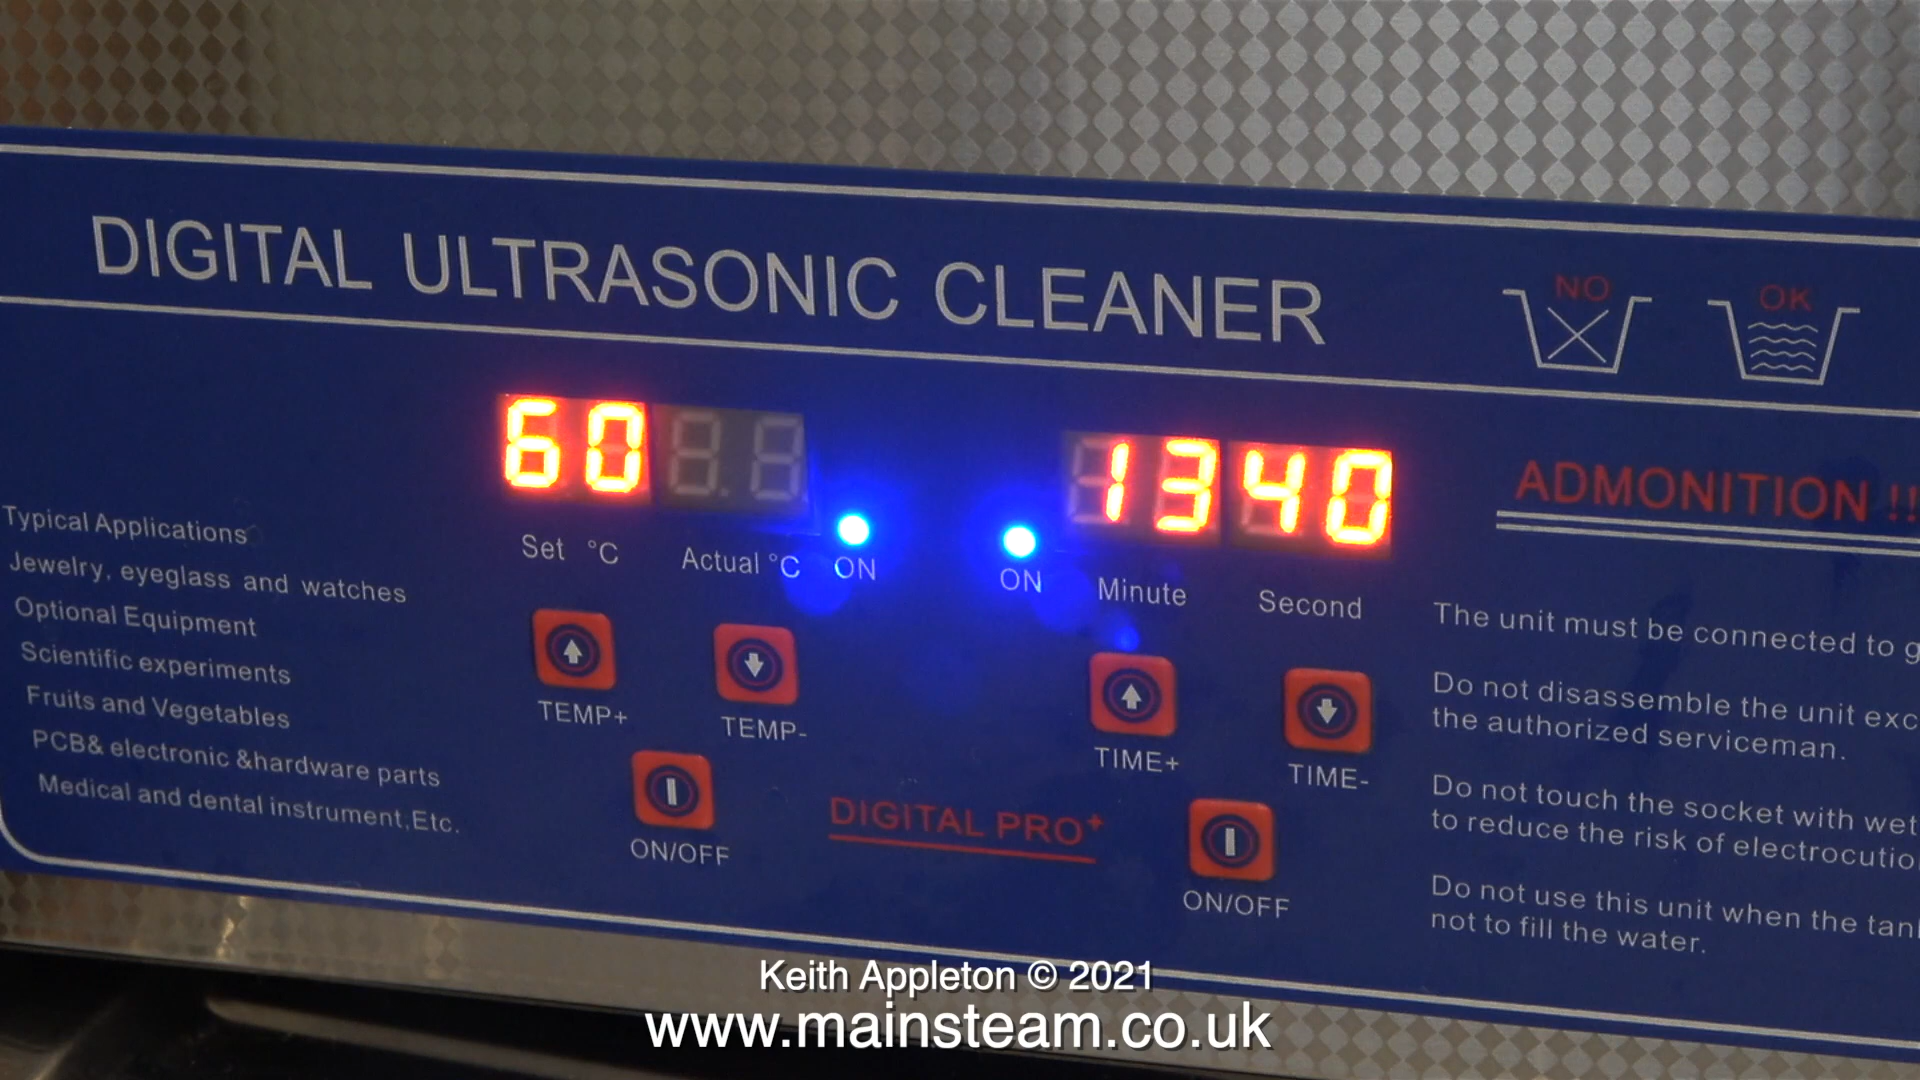 DIGITAL ULTRASONIC CLEANER
NO
OK
60
1340
Set °C
Actual °C
ON
ON
Minute
Second
TEMP+
TEMP-
ON/OFF
TIME+
TIME-
ON/OFF
DIGITAL PRO+
Typical Applications
Jewelry, eyeglass and watches
Optional Equipment
Scientific experiments
Fruits and Vegetables
PCB& electronic &hardware parts
Medical and dental instrument,Etc.
ADMONITION !!
The unit must be connected to
Do not disassemble the unit
the authorized serviceman.
Do not touch the socket with wet
to reduce the risk of
Do not use this unit when the
not to fill the water.
Keith Appleton © 2021
www.mainsteam.co.uk